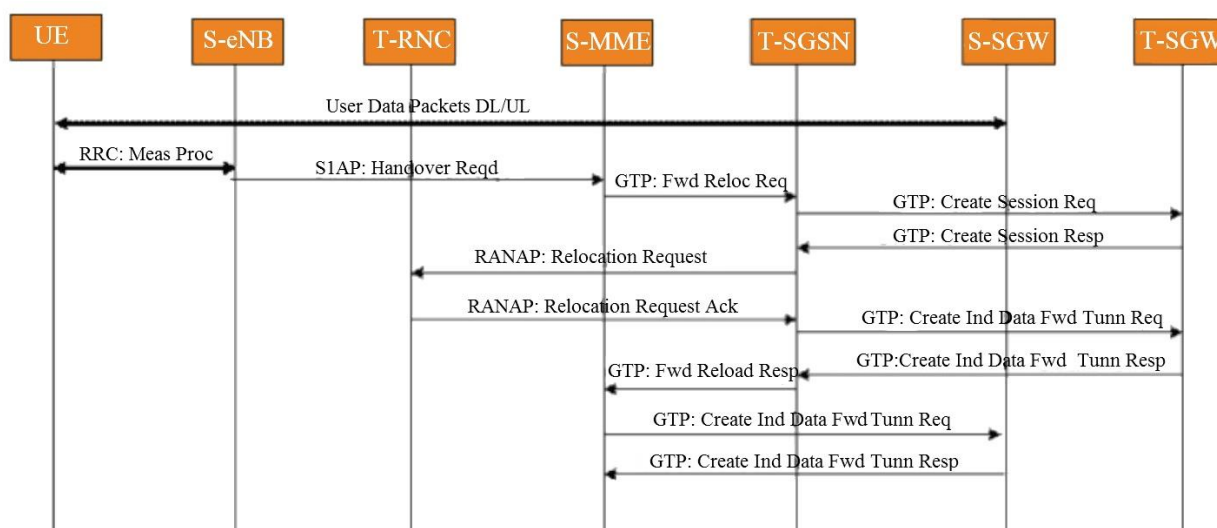 UE
S-eNB
T-RNC
S-MME
T-SGSN
S-SGW
T-SGW
User Data Packets DL/UL
RRC: Meas Proc
S1AP: Handover Reqd
GTP: Fwd Reloc Req
GTP: Create Session Req
GTP: Create Session Resp
RANAP: Relocation Request
RANAP: Relocation Request Ack
GTP: Create Ind Data Fwd Tunn Req
GTP:Create Ind Data Fwd Tunn Resp
GTP: Fwd Reload Resp
GTP: Create Ind Data Fwd Tunn Req
GTP: Create Ind Data Fwd Tunn Resp